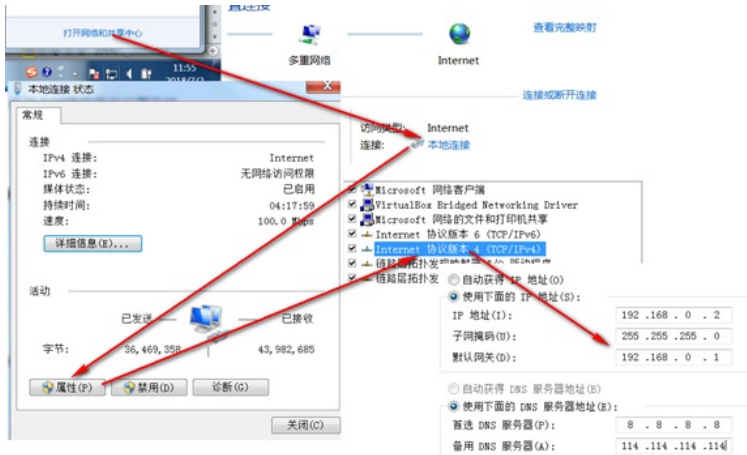 打开网络和共享中心
11:55
本地连接 状态
常规
连接
IPv4 连接: Internet
IPv6 连接: 无网络访问权限
媒体状态: 已启用
持续时间: 04:17:59
速度: 100.0 Mbps
详细信息(E)...
活动
已发送 — 已接收
字节: 36,469,358 43,982,685
属性(P) 禁用(D) 诊断(G)
关闭(C)
查看完整映射
多重网络 Internet
连接或断开连接
访问类型: Internet
连接: 本地连接
Microsoft 网络客户端
VirtualBox Bridged Networking Driver
Microsoft 网络的文件和打印机共享
Internet 协议版本 6 (TCP/IPv6)
Internet 协议版本 4 (TCP/IPv4)
链路层拓扑发
自动获得 IP 地址(O)
使用下面的 IP 地址(S):
IP 地址(I): 192 .168 . 0 . 2
子网掩码(U): 255 .255 .255 . 0
默认网关(D): 192 .168 . 0 . 1
自动获得 DNS 服务器地址(B)
使用下面的 DNS 服务器地址(E):
首选 DNS 服务器(P): 8 . 8 . 8 . 8
备用 DNS 服务器(A): 114 .114 .114 .114